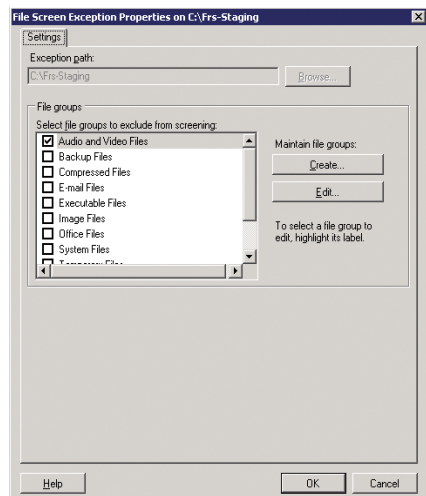 File Screen Exception Properties on C:\Frs-Staging
Settings
Exception path:
C:\Frs-Staging
Browse...
File groups
Select file groups to exclude from screening:
Audio and Video Files
Backup Files
Compressed Files
E-mail Files
Executable Files
Image Files
Office Files
System Files
Temporary Files
Maintain file groups:
Create...
Edit...
To select a file group to
edit, highlight its label.
Help
OK
Cancel